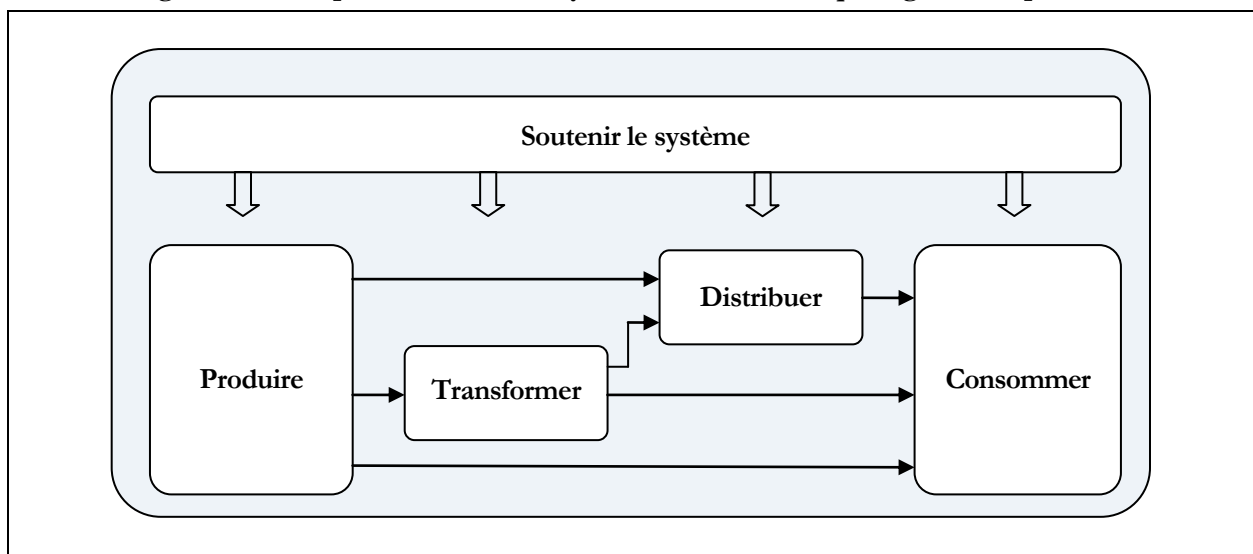 Soutenir le système
Distribuer
Produire
Transformer
Consommer